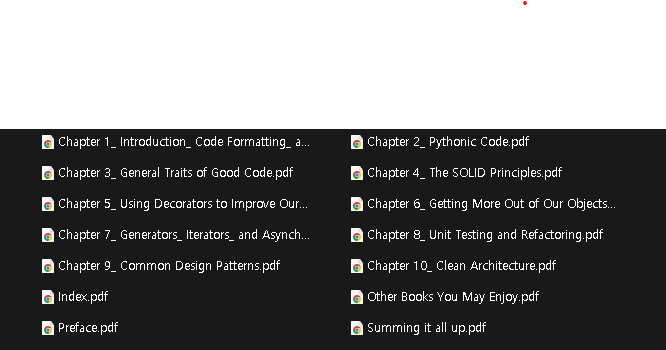 Chapter 1_ Introduction_ Code Formatting_ a...
Chapter 2_ Pythonic Code.pdf
Chapter 3_ General Traits of Good Code.pdf
Chapter 4_ The SOLID Principles.pdf
Chapter 5_ Using Decorators to Improve Our...
Chapter 6_ Getting More Out of Our Objects...
Chapter 7_ Generators_ Iterators_ and Asynch...
Chapter 8_ Unit Testing and Refactoring.pdf
Chapter 9_ Common Design Patterns.pdf
Chapter 10_ Clean Architecture.pdf
Index.pdf
Other Books You May Enjoy.pdf
Preface.pdf
Summing it all up.pdf